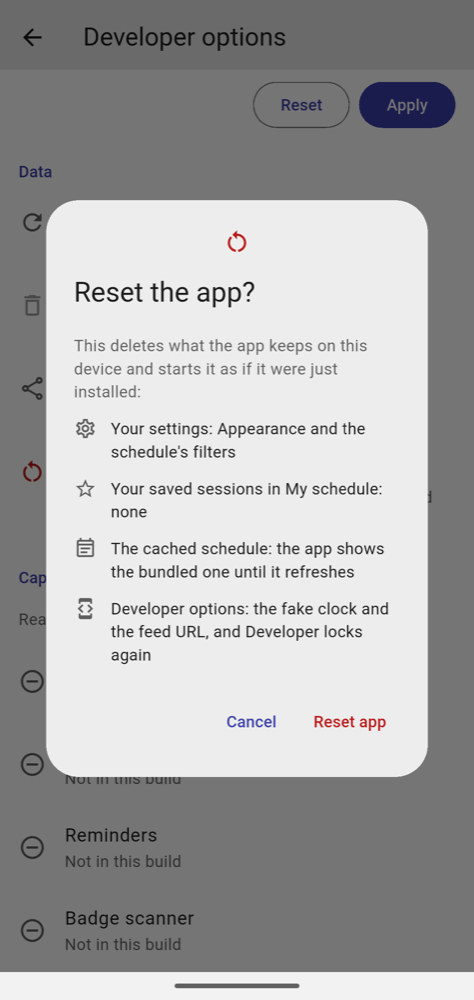 Developer options
Reset
Apply
Data
Reset the app?
This deletes what the app keeps on this
device and starts it as if it were just
installed:
Your settings: Appearance and the
schedule's filters
Your saved sessions in My schedule:
none
The cached schedule: the app shows
the bundled one until it refreshes
Developer options: the fake clock and
the feed URL, and Developer locks
again
Cancel
Reset app
Not in this build
Reminders
Not in this build
Badge scanner
Not in this build